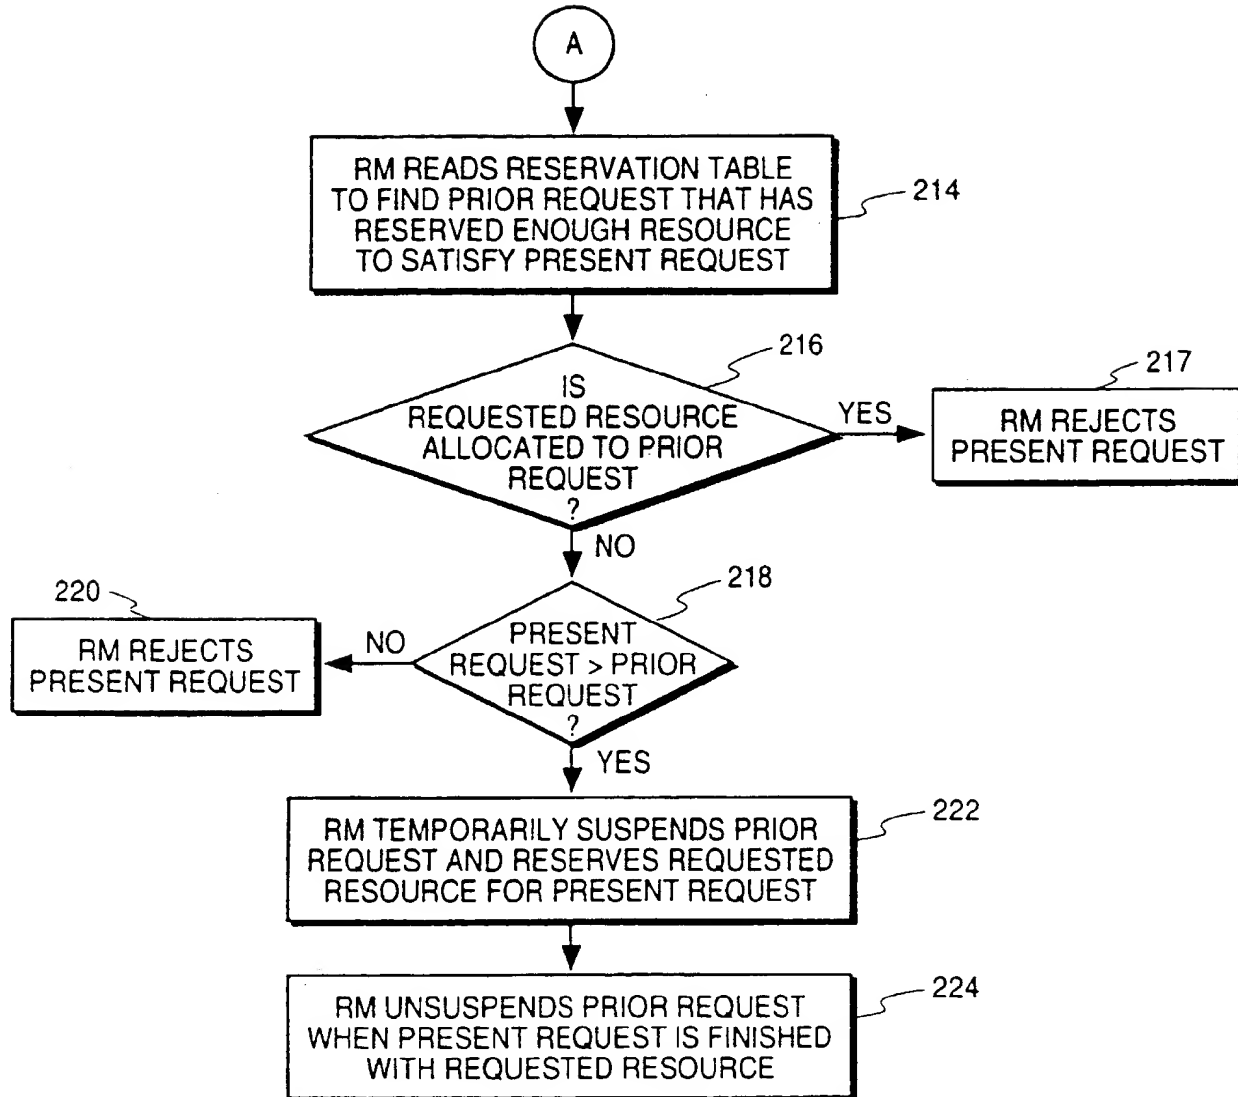 A
RM READS RESERVATION TABLE
TO FIND PRIOR REQUEST THAT HAS
RESERVED ENOUGH RESOURCE
TO SATISFY PRESENT REQUEST
214
216
IS
REQUESTED RESOURCE
ALLOCATED TO PRIOR
REQUEST
?
YES
217
RM REJECTS
PRESENT REQUEST
NO
218
PRESENT
REQUEST > PRIOR
REQUEST
?
NO
220
RM REJECTS
PRESENT REQUEST
YES
RM TEMPORARILY SUSPENDS PRIOR
REQUEST AND RESERVES REQUESTED
RESOURCE FOR PRESENT REQUEST
222
RM UNSUSPENDS PRIOR REQUEST
WHEN PRESENT REQUEST IS FINISHED
WITH REQUESTED RESOURCE
224